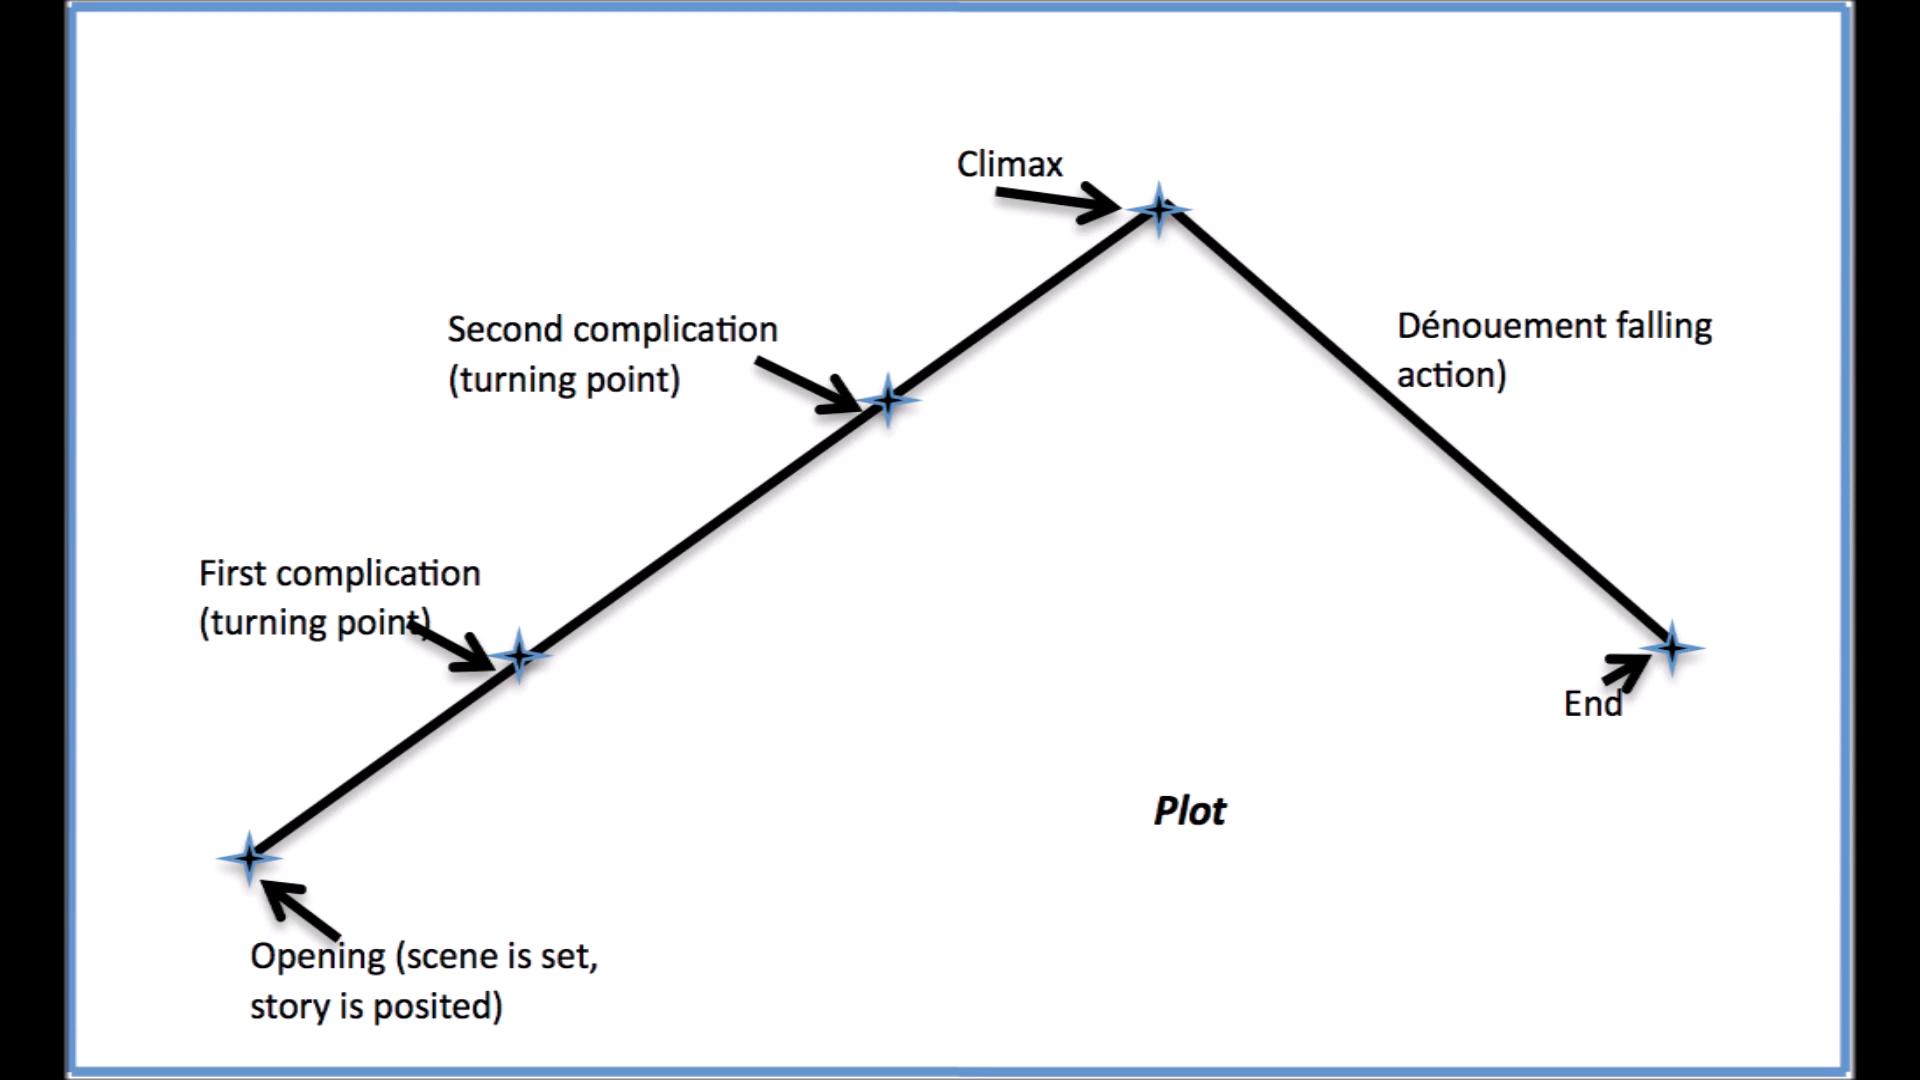 Climax
Second complication
(turning point)
Dénouement falling
action)
First complication
(turning point)
End
Plot
Opening (scene is set,
story is posited)